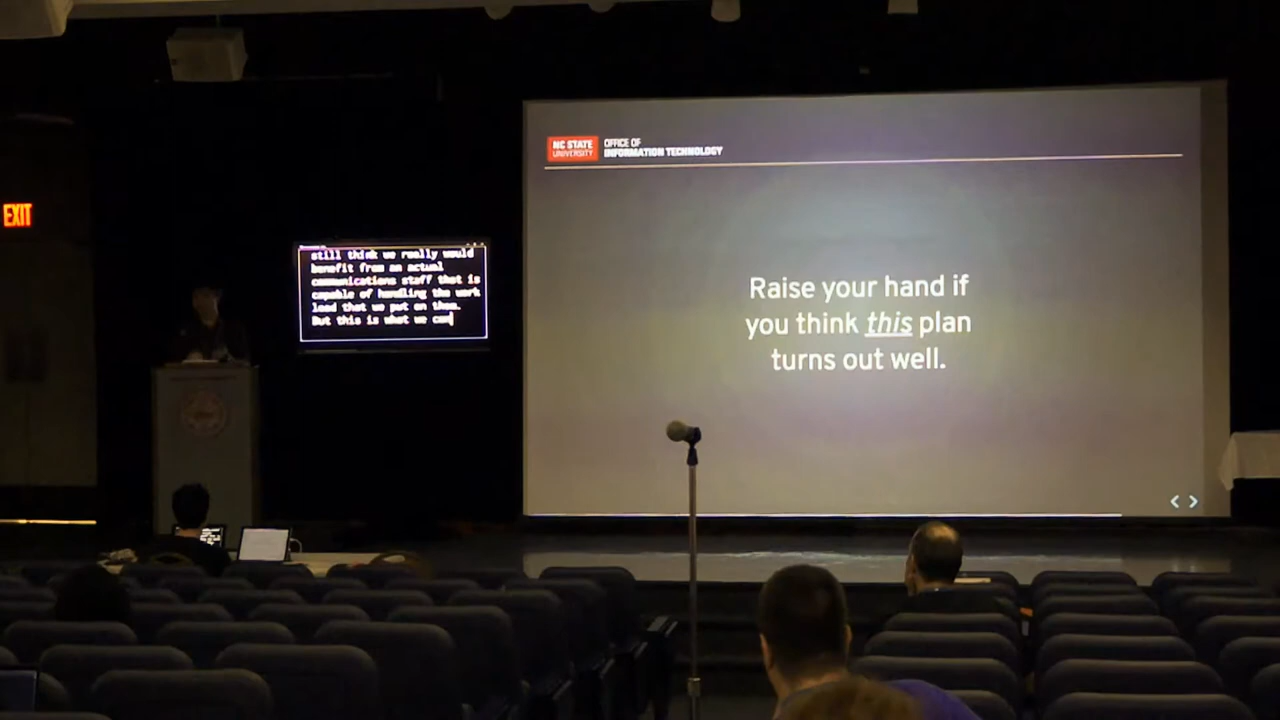 EXIT
still think we really would
benefit from an actual
communications staff that is
capable of handling the work
load that we put on them.
But this is what we can
NC STATE
UNIVERSITY
OFFICE OF
INFORMATION TECHNOLOGY
Raise your hand if
you think this plan
turns out well.